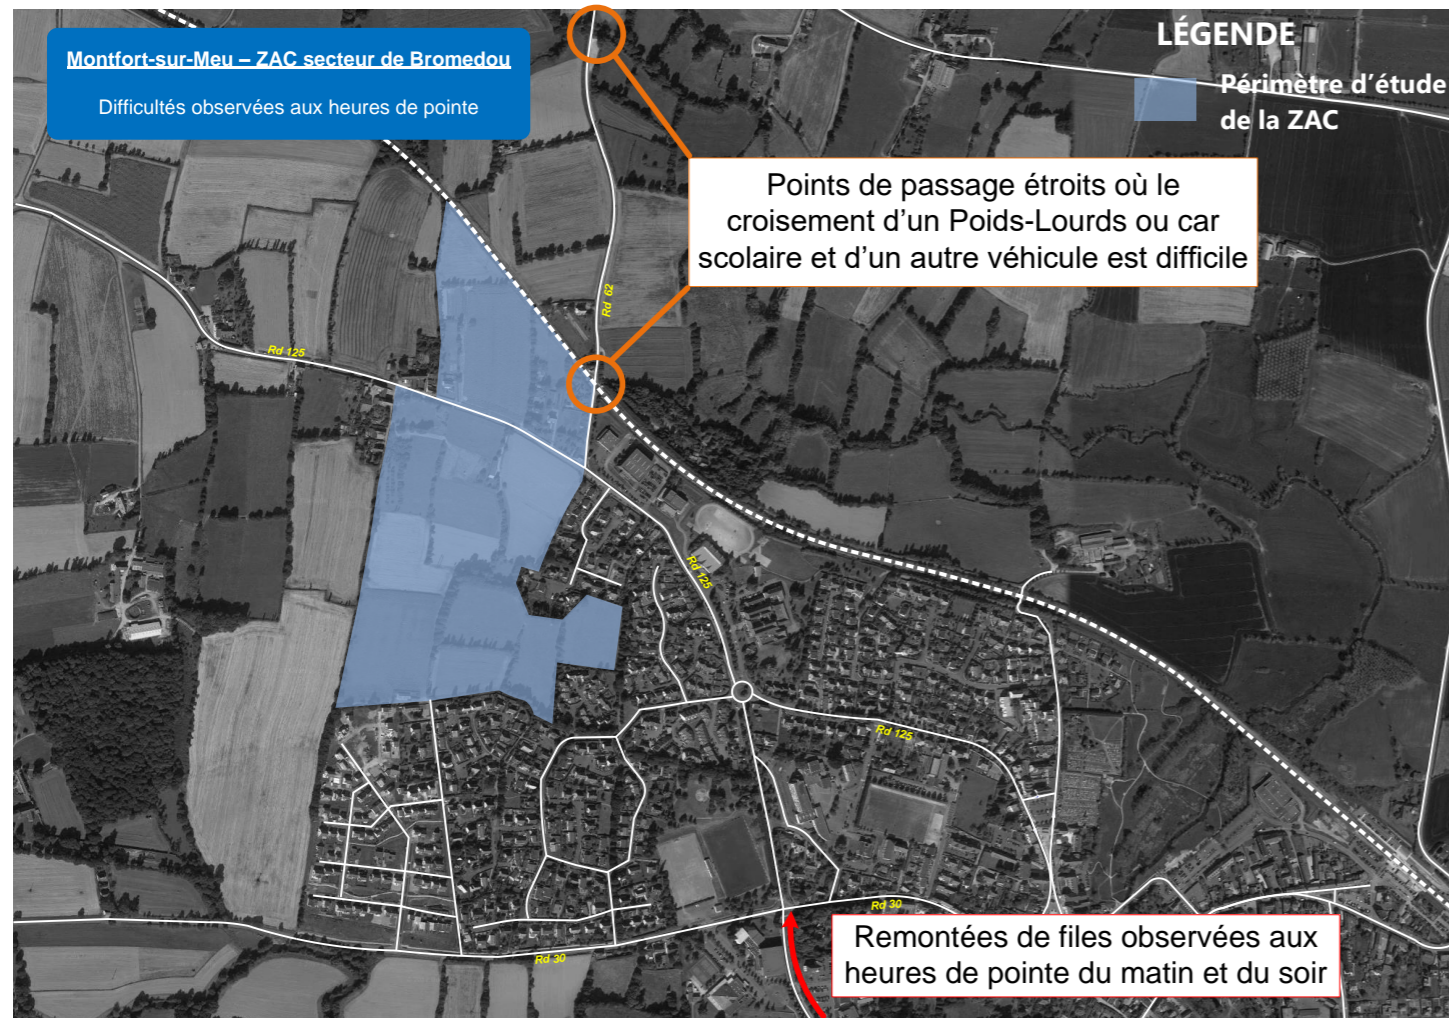 Montfort-sur-Meu – ZAC secteur de Bromedou
Difficultés observées aux heures de pointe
LÉGENDE
Périmètre d'étude
de la ZAC
Points de passage étroits où le
croisement d'un Poids-Lourds ou car
scolaire et d'un autre véhicule est difficile
Rd 62
Rd 125
Rd 125
Rd 125
Rd 30
Rd 30
Remontées de files observées aux
heures de pointe du matin et du soir